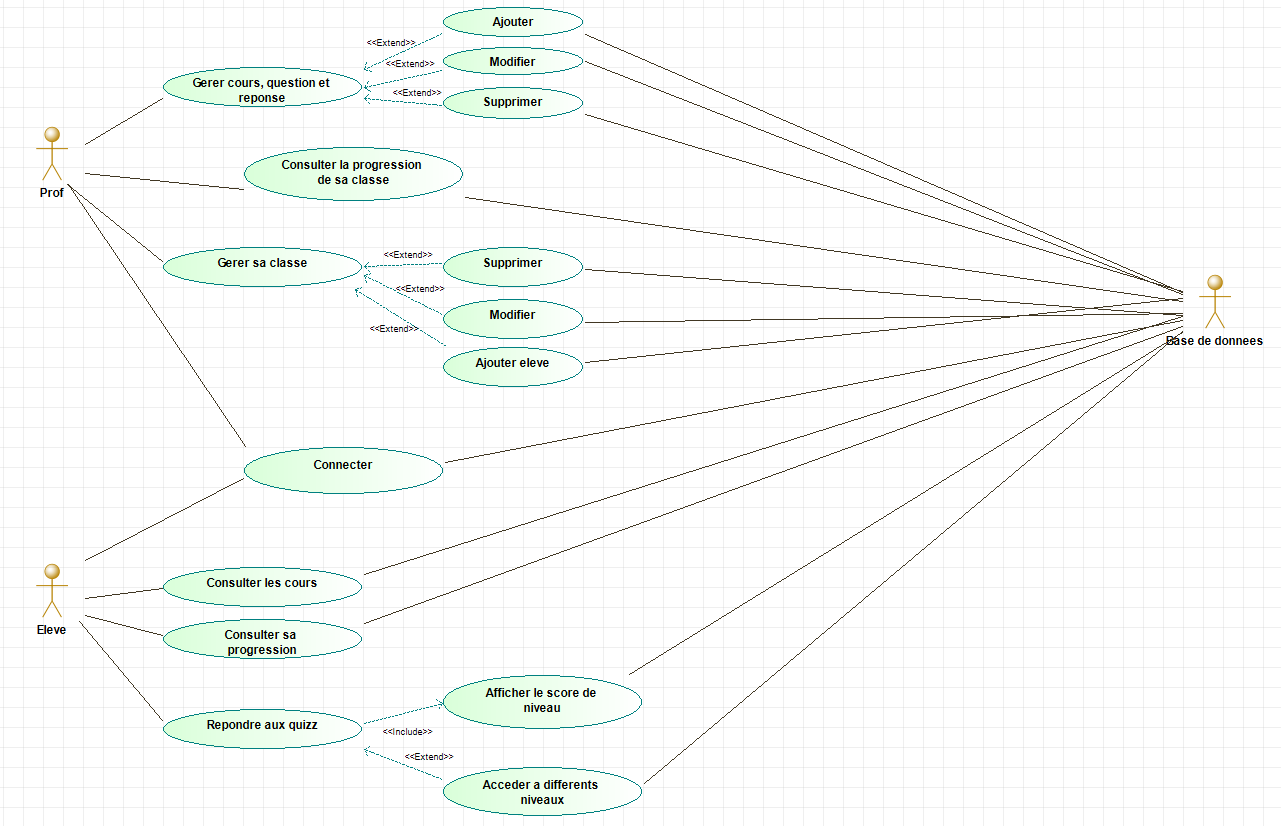 Ajouter
<<Extend>>
Modifier
<<Extend>>
Gerer cours, question et
reponse
<<Extend>>
Supprimer
Prof
Consulter la progression
de sa classe
Gerer sa classe
<<Extend>>
Supprimer
<<Extend>>
Modifier
<<Extend>>
Ajouter eleve
Base de donnees
Connecter
Eleve
Consulter les cours
Consulter sa
progression
Repondre aux quizz
Afficher le score de
niveau
<<Include>>
<<Extend>>
Acceder a differents
niveaux